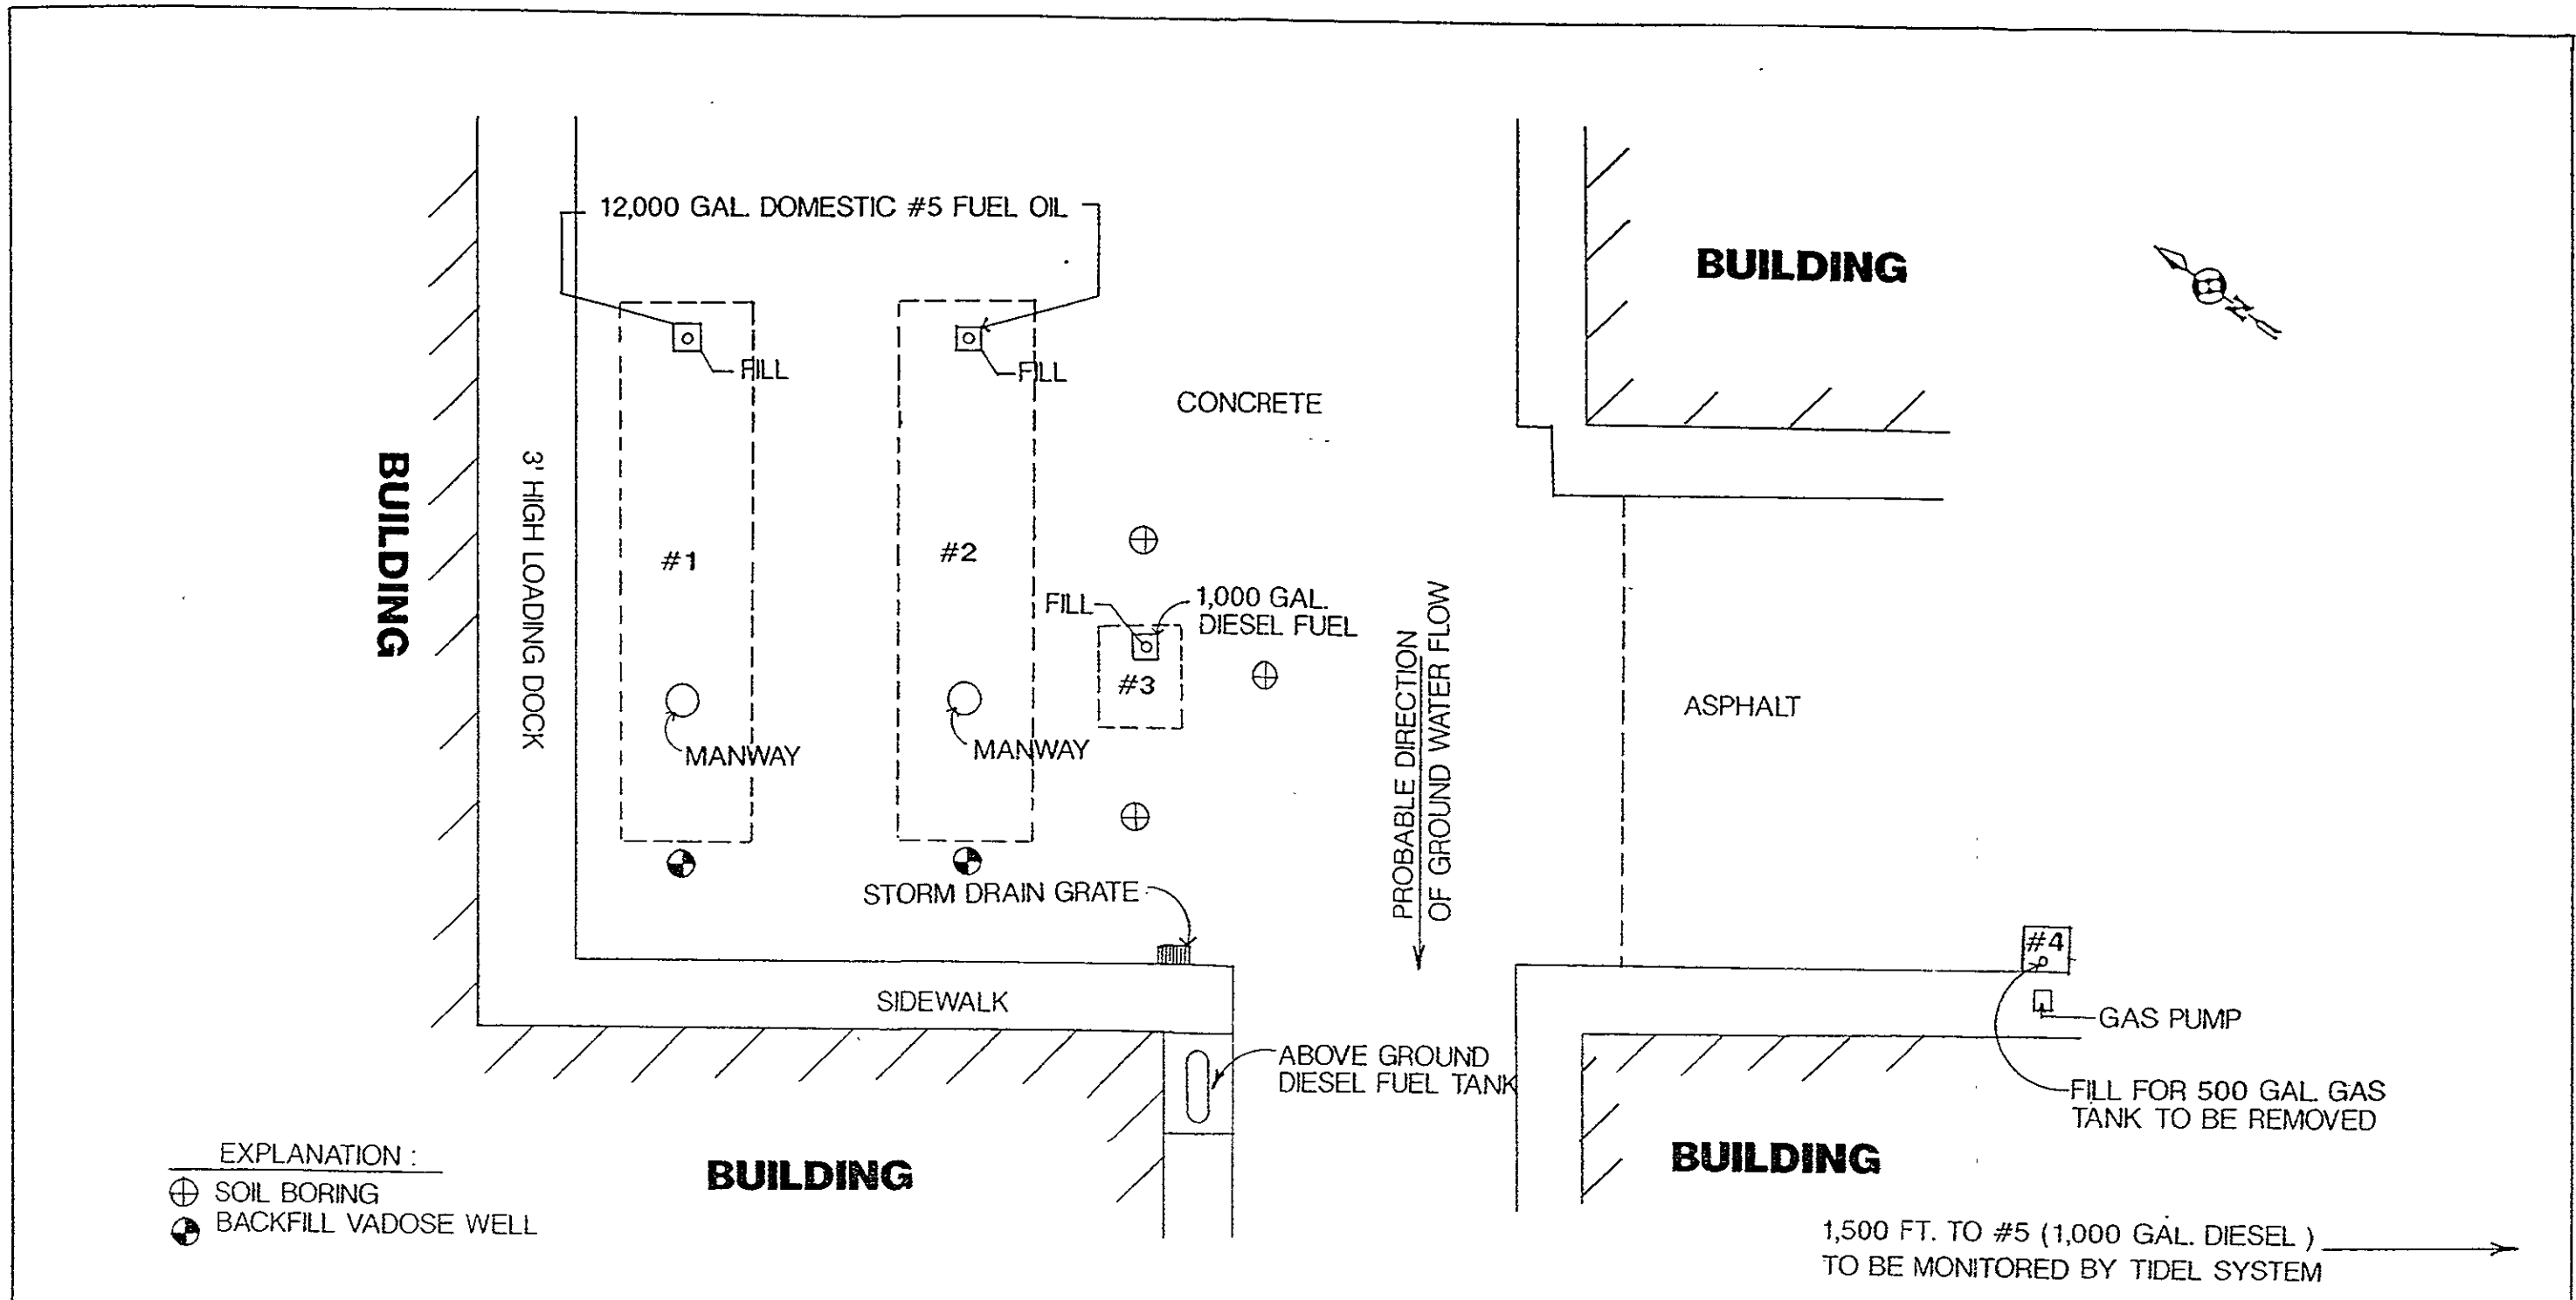 12,000 GAL. DOMESTIC #5 FUEL OIL
BUILDING
N
FILL
FILL
CONCRETE
BUILDING
3' HIGH LOADING DOCK
#1
#2
FILL
1,000 GAL.
DIESEL FUEL
#3
PROBABLE DIRECTION
OF GROUND WATER FLOW
ASPHALT
MANWAY
MANWAY
STORM DRAIN GRATE
#4
SIDEWALK
GAS PUMP
ABOVE GROUND
DIESEL FUEL TANK
FILL FOR 500 GAL. GAS
TANK TO BE REMOVED
EXPLANATION :
SOIL BORING
BACKFILL VADOSE WELL
BUILDING
BUILDING
1,500 FT. TO #5 (1,000 GAL. DIESEL )
TO BE MONITORED BY TIDEL SYSTEM